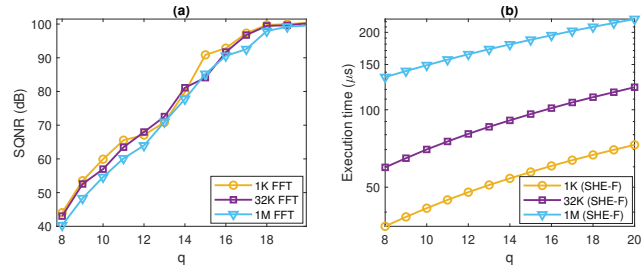 (a)
SQNR (dB)
100
90
80
70
60
50
40
8 10 12 14 16 18
q
1K FFT
32K FFT
1M FFT
(b)
Execution time (μs)
200
150
100
50
8 10 12 14 16 18 20
q
1K (SHE-F)
32K (SHE-F)
1M (SHE-F)